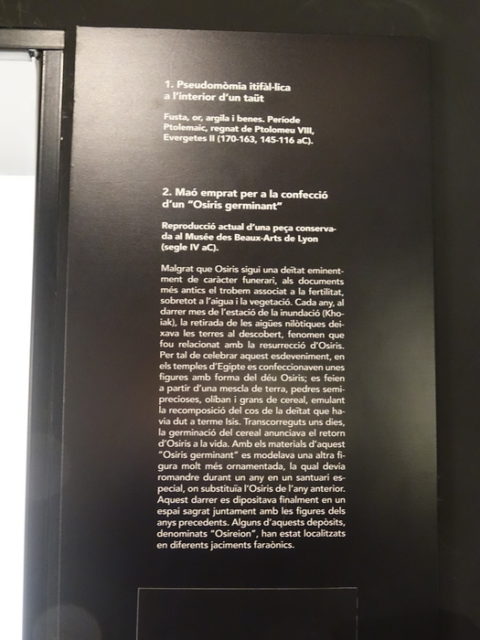 1. Pseudomòmia itifàl·lica
a l'interior d'un taüt
Fusta, or, argila i benes. Període
Ptolemaic, regnat de Ptolomeu VIII,
Evergetes II (170-163, 145-116 aC).
2. Maó emprat per a la confecció
d'un "Osiris germinant"
Reproducció actual d'una peça conserva-
da al Musée des Beaux-Arts de Lyon
(segle IV aC).
Malgrat que Osiris sigui una deïtat eminent-
ment de caràcter funerari, als documents
més antics el trobem associat a la fertilitat,
sobretot a l'aigua i la vegetació. Cada any, al
darrer mes de l'estació de la inundació (Kho-
iak), la retirada de les aigües nilòtiques dei-
xava les terres al descobert, fenomen que
fou relacionat amb la resurrecció d'Osiris.
Per tal de celebrar aquest esdeveniment, en
els temples d'Egipte es confeccionaven unes
figures amb forma del déu Osiris; es feien
a partir d'una mescla de terra, pedres semi-
precioses, olíban i grans de cereal, emulant
la recomposició del cos de la deïtat que ha-
via dut a terme Isis. Transcorreguts uns dies,
la germinació del cereal anunciava el retorn
d'Osiris a la vida. Amb els materials d'aquest
"Osiris germinant" es modelava una altra fi-
gura molt més ornamentada, la qual devia
romandre durant un any en un santuari es-
pecial, on substituïa l'Osiris de l'any anterior.
Aquest darrer es dipositava finalment en un
espai sagrat juntament amb les figures dels
anys precedents. Alguns d'aquests depòsits,
denominats "Osireion", han estat localitzats
en diferents jaciments faraònics.